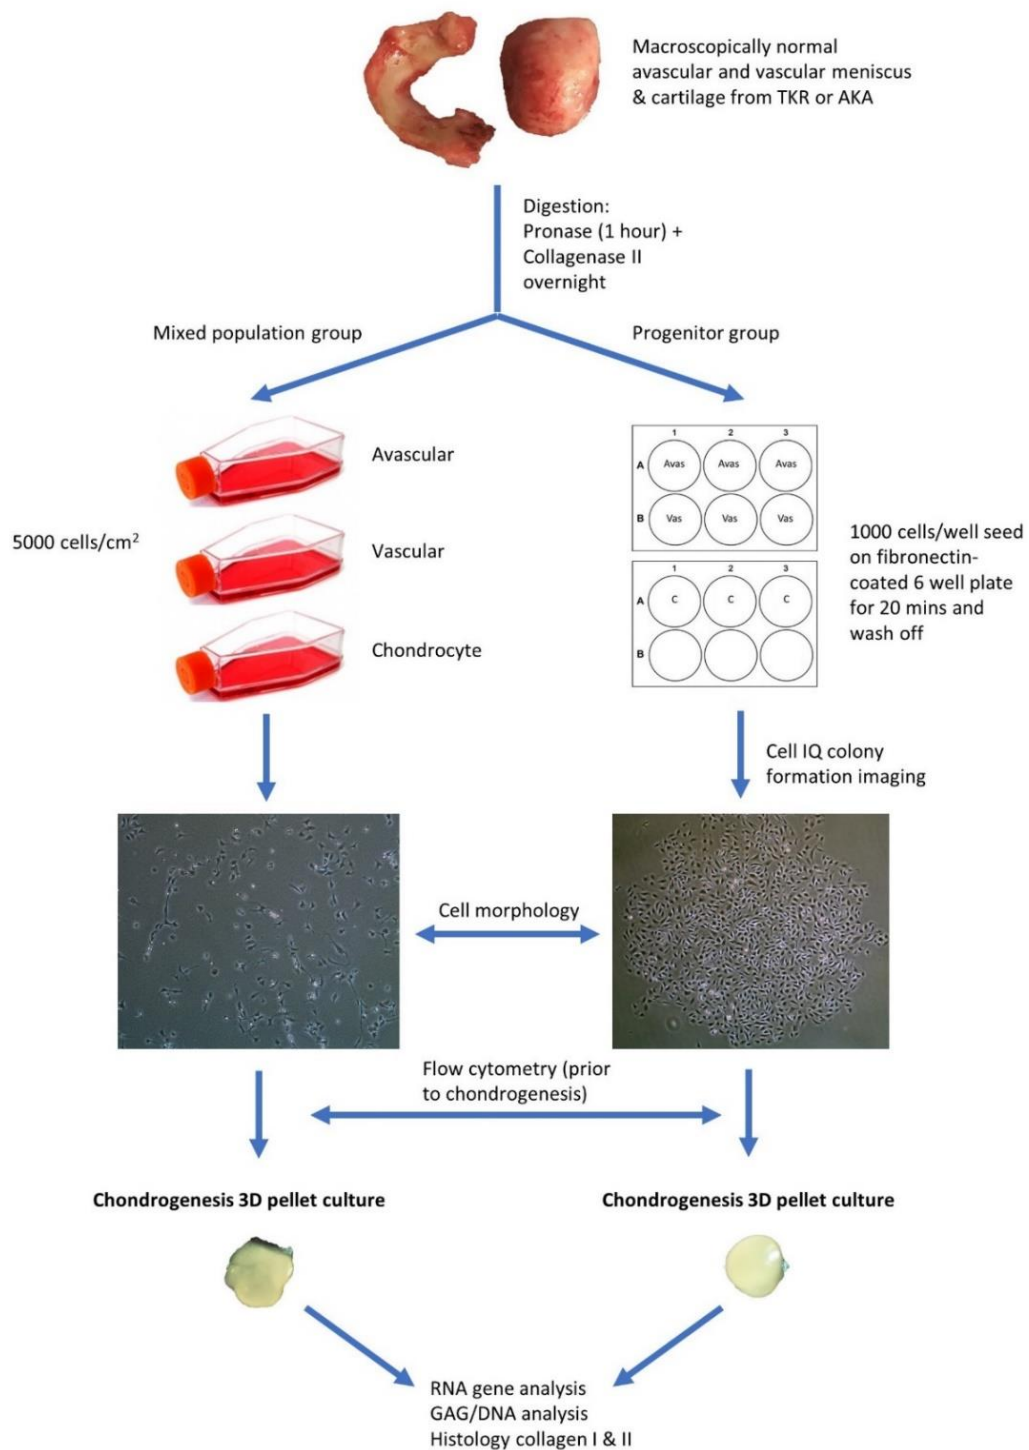 Macroscopically normal
avascular and vascular meniscus
& cartilage from TKR or AKA
Digestion:
Pronase (1 hour) +
Collagenase II
overnight
Mixed population group
Progenitor group
5000 cells/cm²
Avascular
Vascular
Chondrocyte
1 2 3
A Avas Avas Avas
B Vas Vas Vas
1 2 3
A C C C
B
1000 cells/well seed
on fibronectin-
coated 6 well plate
for 20 mins and
wash off
Cell IQ colony
formation imaging
Cell morphology
Flow cytometry (prior
to chondrogenesis)
Chondrogenesis 3D pellet culture
Chondrogenesis 3D pellet culture
RNA gene analysis
GAG/DNA analysis
Histology collagen I & II